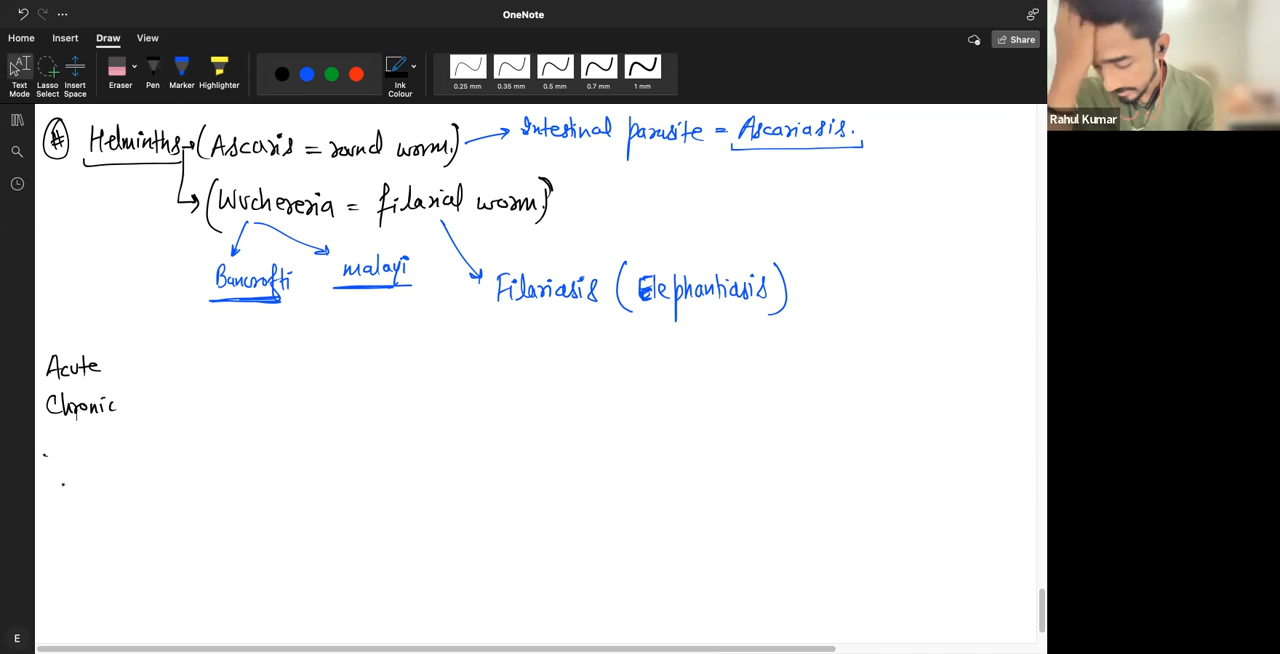 OneNote
Home Insert Draw View
Share
Text Mode Lasso Select Insert Space Eraser Pen Marker Highlighter Ink Colour 0.25 mm 0.35 mm 0.5 mm 0.7 mm 1 mm
Rahul Kumar
# Helminths → (Ascaris = round worm.) → Intestinal parasite = Ascariasis.
→ (Wuchereria = filarial worm.)
Bancrofti malayi Filariasis (Elephantiasis)
Acute
Chronic
E